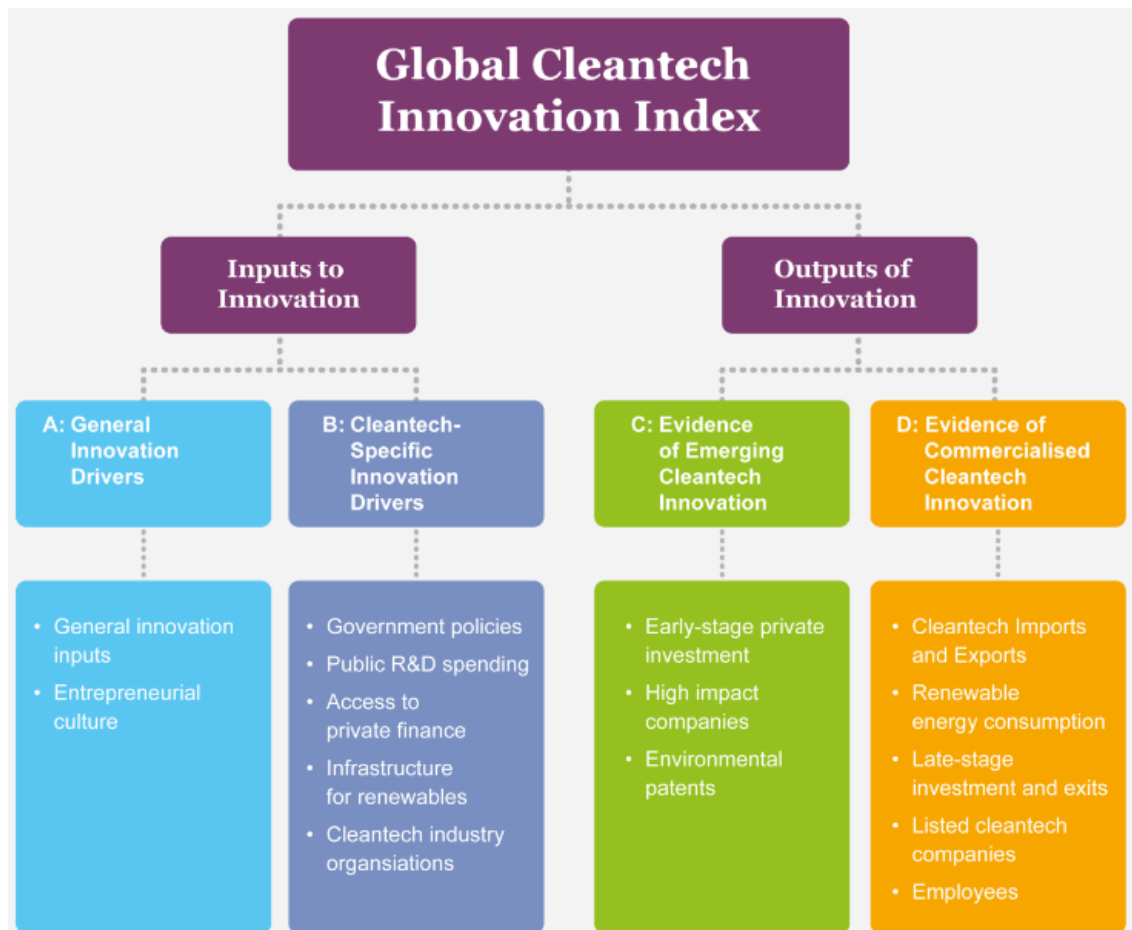 Global Cleantech
Innovation Index
Inputs to
Innovation
Outputs of
Innovation
A: General
Innovation
Drivers
B: Cleantech-
Specific
Innovation
Drivers
C: Evidence
of Emerging
Cleantech
Innovation
D: Evidence of
Commercialised
Cleantech
Innovation
• General innovation
inputs
• Entrepreneurial
culture
• Government policies
• Public R&D spending
• Access to
private finance
• Infrastructure
for renewables
• Cleantech industry
organsiations
• Early-stage private
investment
• High impact
companies
• Environmental
patents
• Cleantech Imports
and Exports
• Renewable
energy consumption
• Late-stage
investment and exits
• Listed cleantech
companies
• Employees